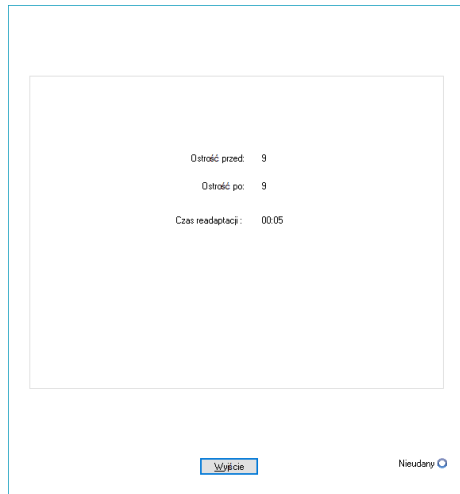 Ostrość przed: 9
Ostrość po: 9
Czas readaptacji : 00:05
Wyjście
Nieudany